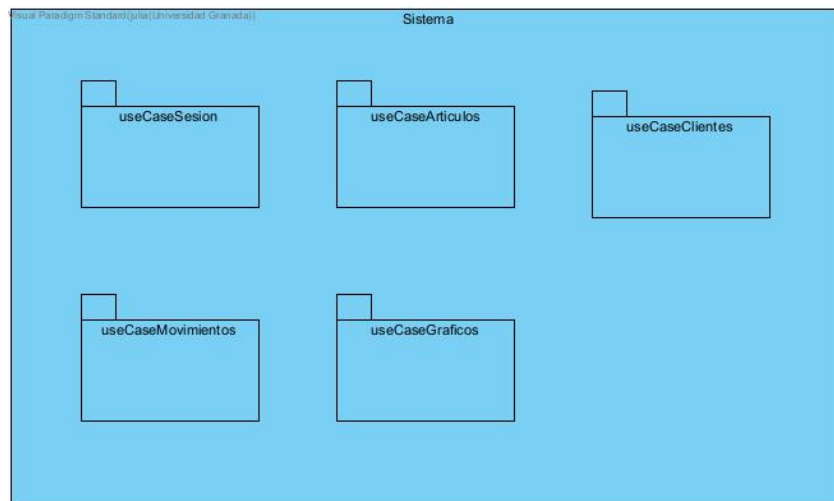 Visual Paradigm Standard(julia(Universidad Granada))
Sistema
useCaseSesion
useCaseArticulos
useCaseClientes
useCaseMovimientos
useCaseGraficos